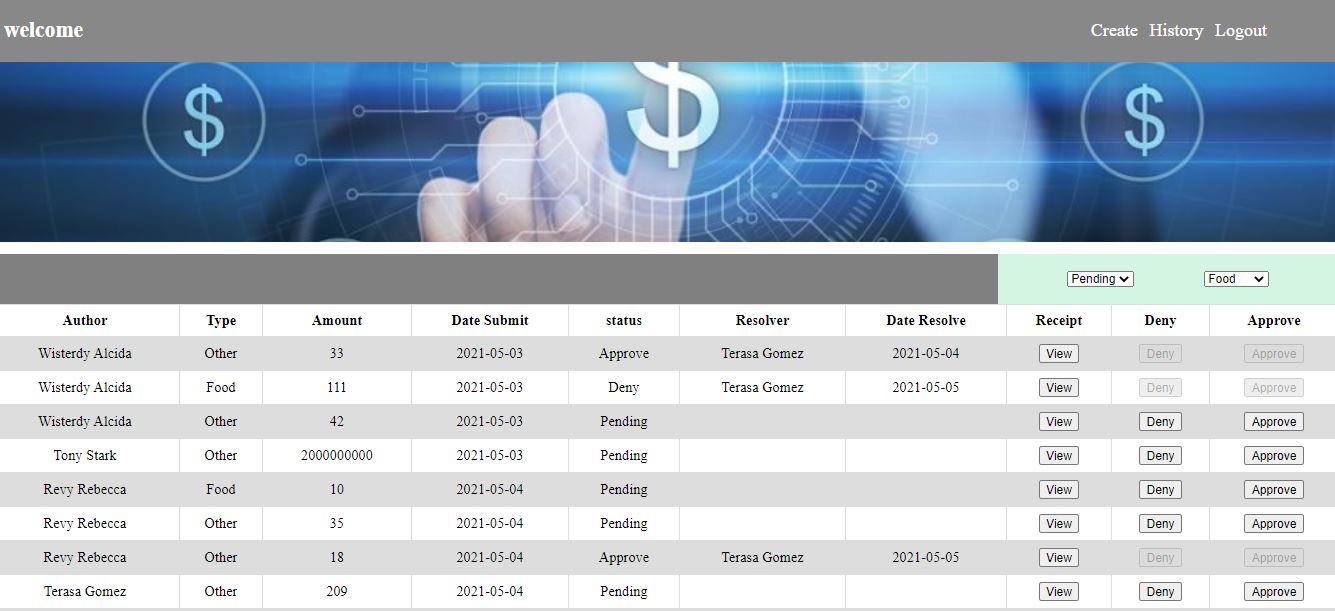 welcome Create History Logout
$ $ $
Pending Food
Author Type Amount Date Submit status Resolver Date Resolve Receipt Deny Approve
Wisterdy Alcida Other 33 2021-05-03 Approve Terasa Gomez 2021-05-04 View Deny Approve
Wisterdy Alcida Food 111 2021-05-03 Deny Terasa Gomez 2021-05-05 View Deny Approve
Wisterdy Alcida Other 42 2021-05-03 Pending View Deny Approve
Tony Stark Other 2000000000 2021-05-03 Pending View Deny Approve
Revy Rebecca Food 10 2021-05-04 Pending View Deny Approve
Revy Rebecca Other 35 2021-05-04 Pending View Deny Approve
Revy Rebecca Other 18 2021-05-04 Approve Terasa Gomez 2021-05-05 View Deny Approve
Terasa Gomez Other 209 2021-05-04 Pending View Deny Approve